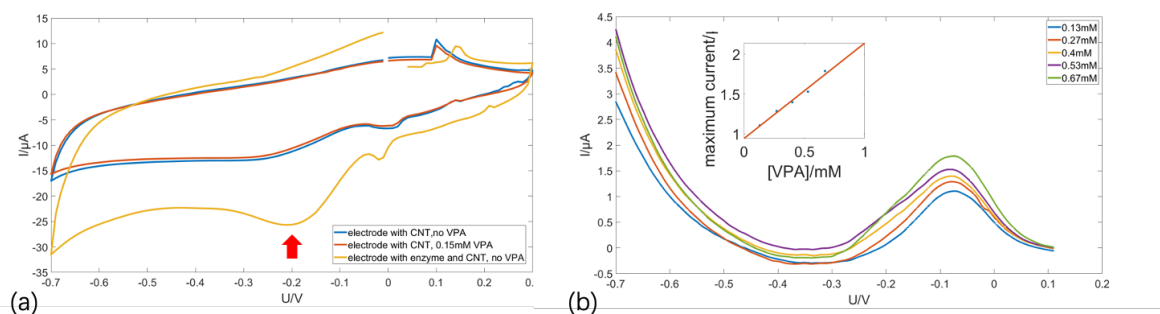 15
10
5
0
-5
-10
-15
-20
-25
-30
-35
I/μA
-0.7 -0.6 -0.5 -0.4 -0.3 -0.2 -0.1 0 0.1 0.2 0.
U/V
electrode with CNT,no VPA
electrode with CNT, 0.15mM VPA
electrode with enzyme and CNT, no VPA
(a)
4.5
4
3.5
3
2.5
2
1.5
1
0.5
0
-0.5
I/μA
-0.7 -0.6 -0.5 -0.4 -0.3 -0.2 -0.1 0 0.1 0.2
U/V
0.13mM
0.27mM
0.4mM
0.53mM
0.67mM
maximum current/
2
1.5
1
0 0.5 1
[VPA]/mM
(b)